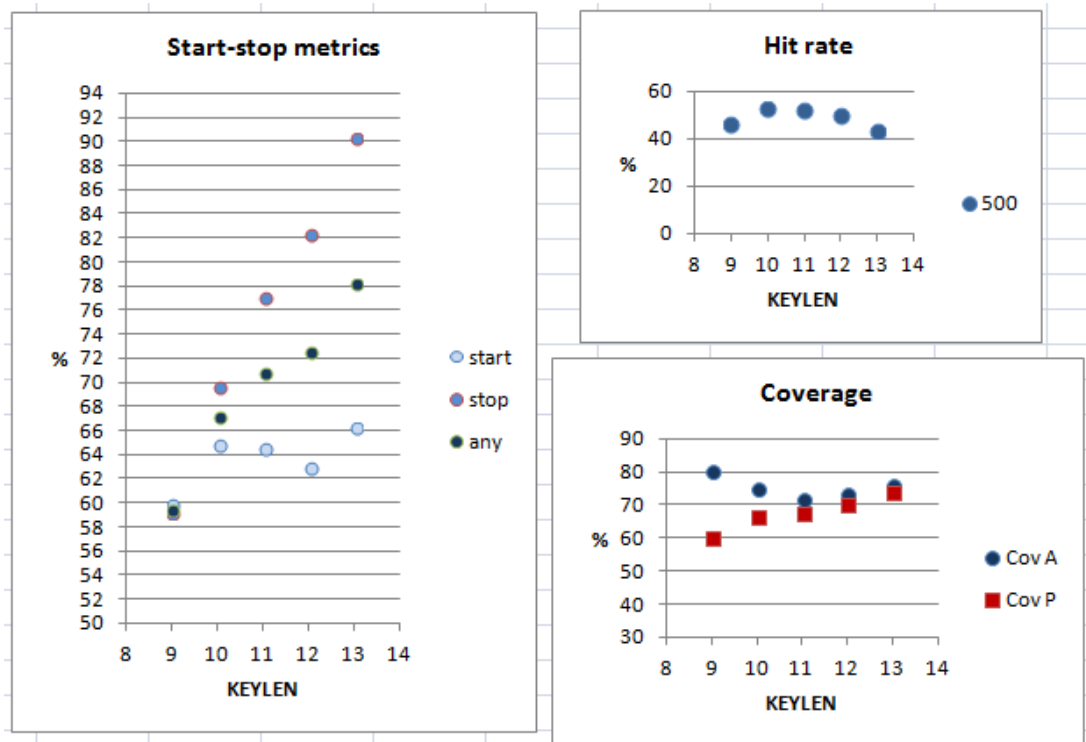 Start-stop metrics
94
92
90
88
86
84
82
80
78
76
74
72
70
68
66
64
62
60
58
56
54
52
50
%
8 9 10 11 12 13 14
KEYLEN
start
stop
any
Hit rate
60
40
20
0
%
8 9 10 11 12 13 14
KEYLEN
500
Coverage
90
80
70
60
50
40
30
%
8 9 10 11 12 13 14
KEYLEN
Cov A
Cov P